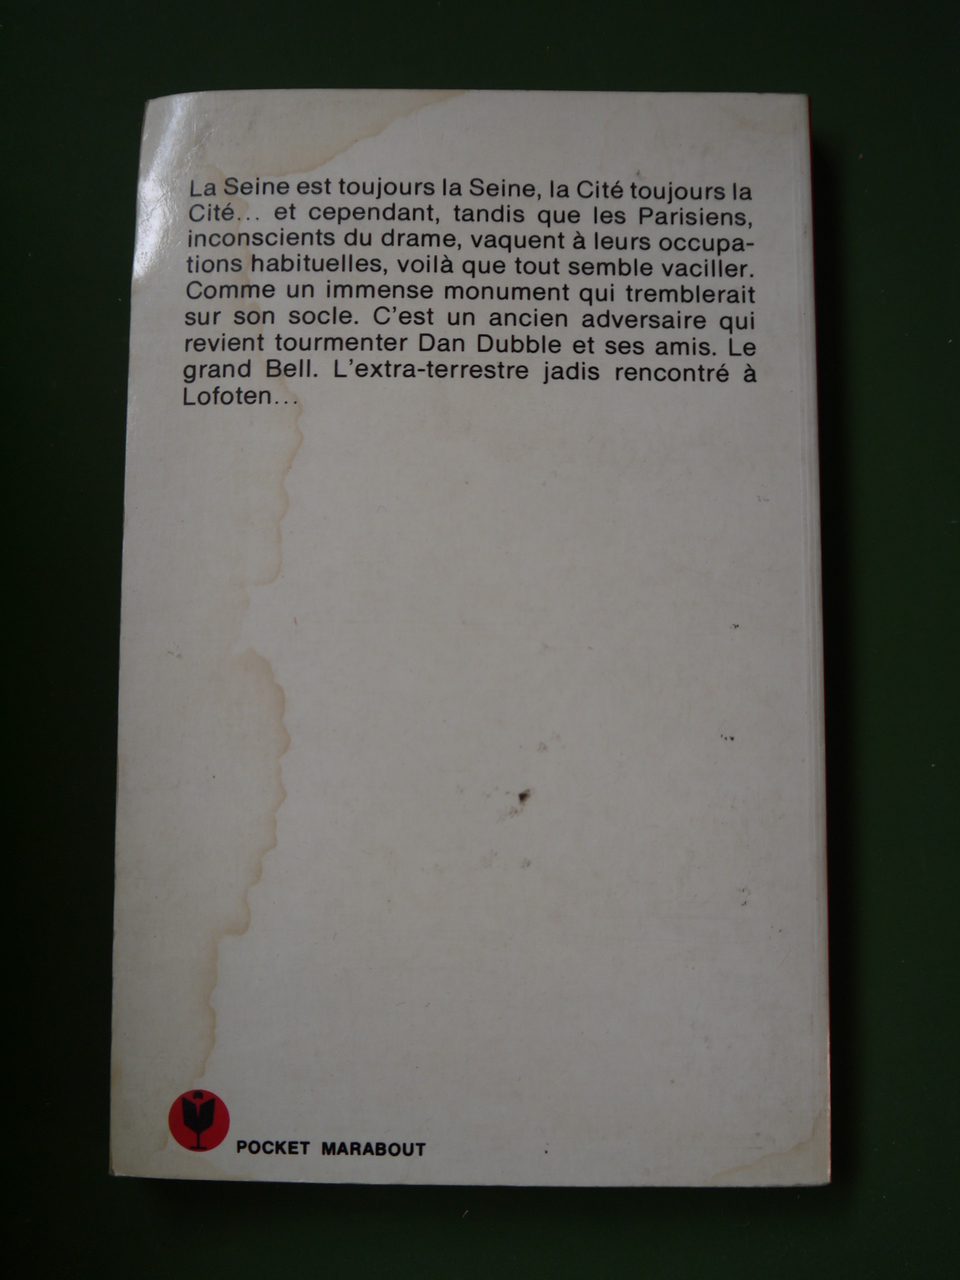 La Seine est toujours la Seine, la Cité toujours la
Cité... et cependant, tandis que les Parisiens,
inconscients du drame, vaquent à leurs occupa-
tions habituelles, voilà que tout semble vaciller.
Comme un immense monument qui tremblerait
sur son socle. C'est un ancien adversaire qui
revient tourmenter Dan Dubble et ses amis. Le
grand Bell. L'extra-terrestre jadis rencontré à
Lofoten...
POCKET MARABOUT